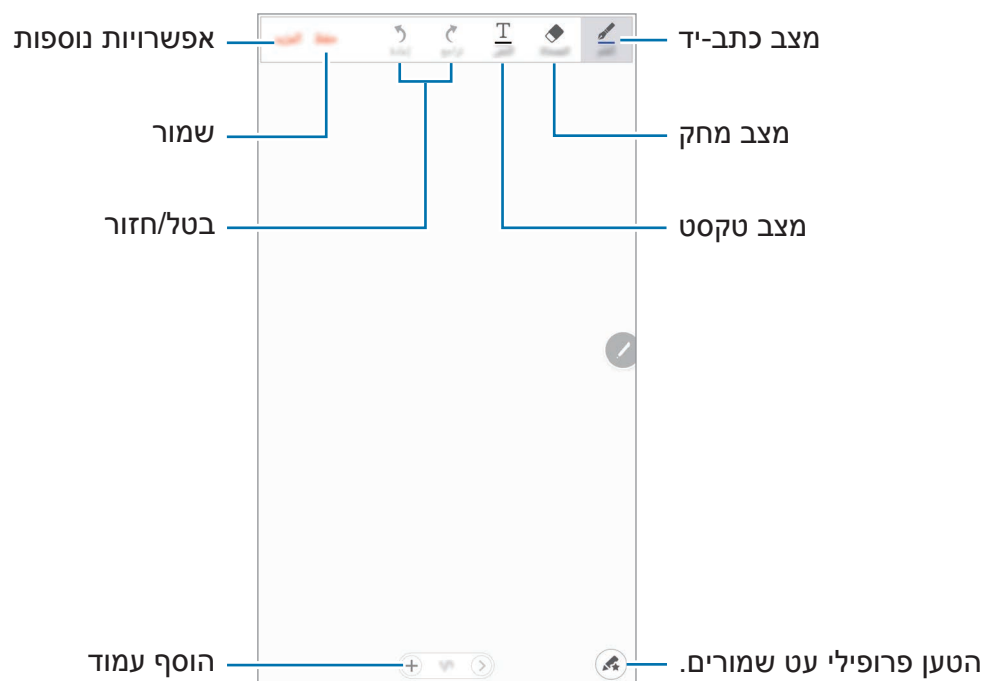 מצב כתב-יד
אפשרויות נוספות
מצב מחק
שמור
מצב טקסט
בטל/חזור
הטען פרופילי עט שמורים.
הוסף עמוד